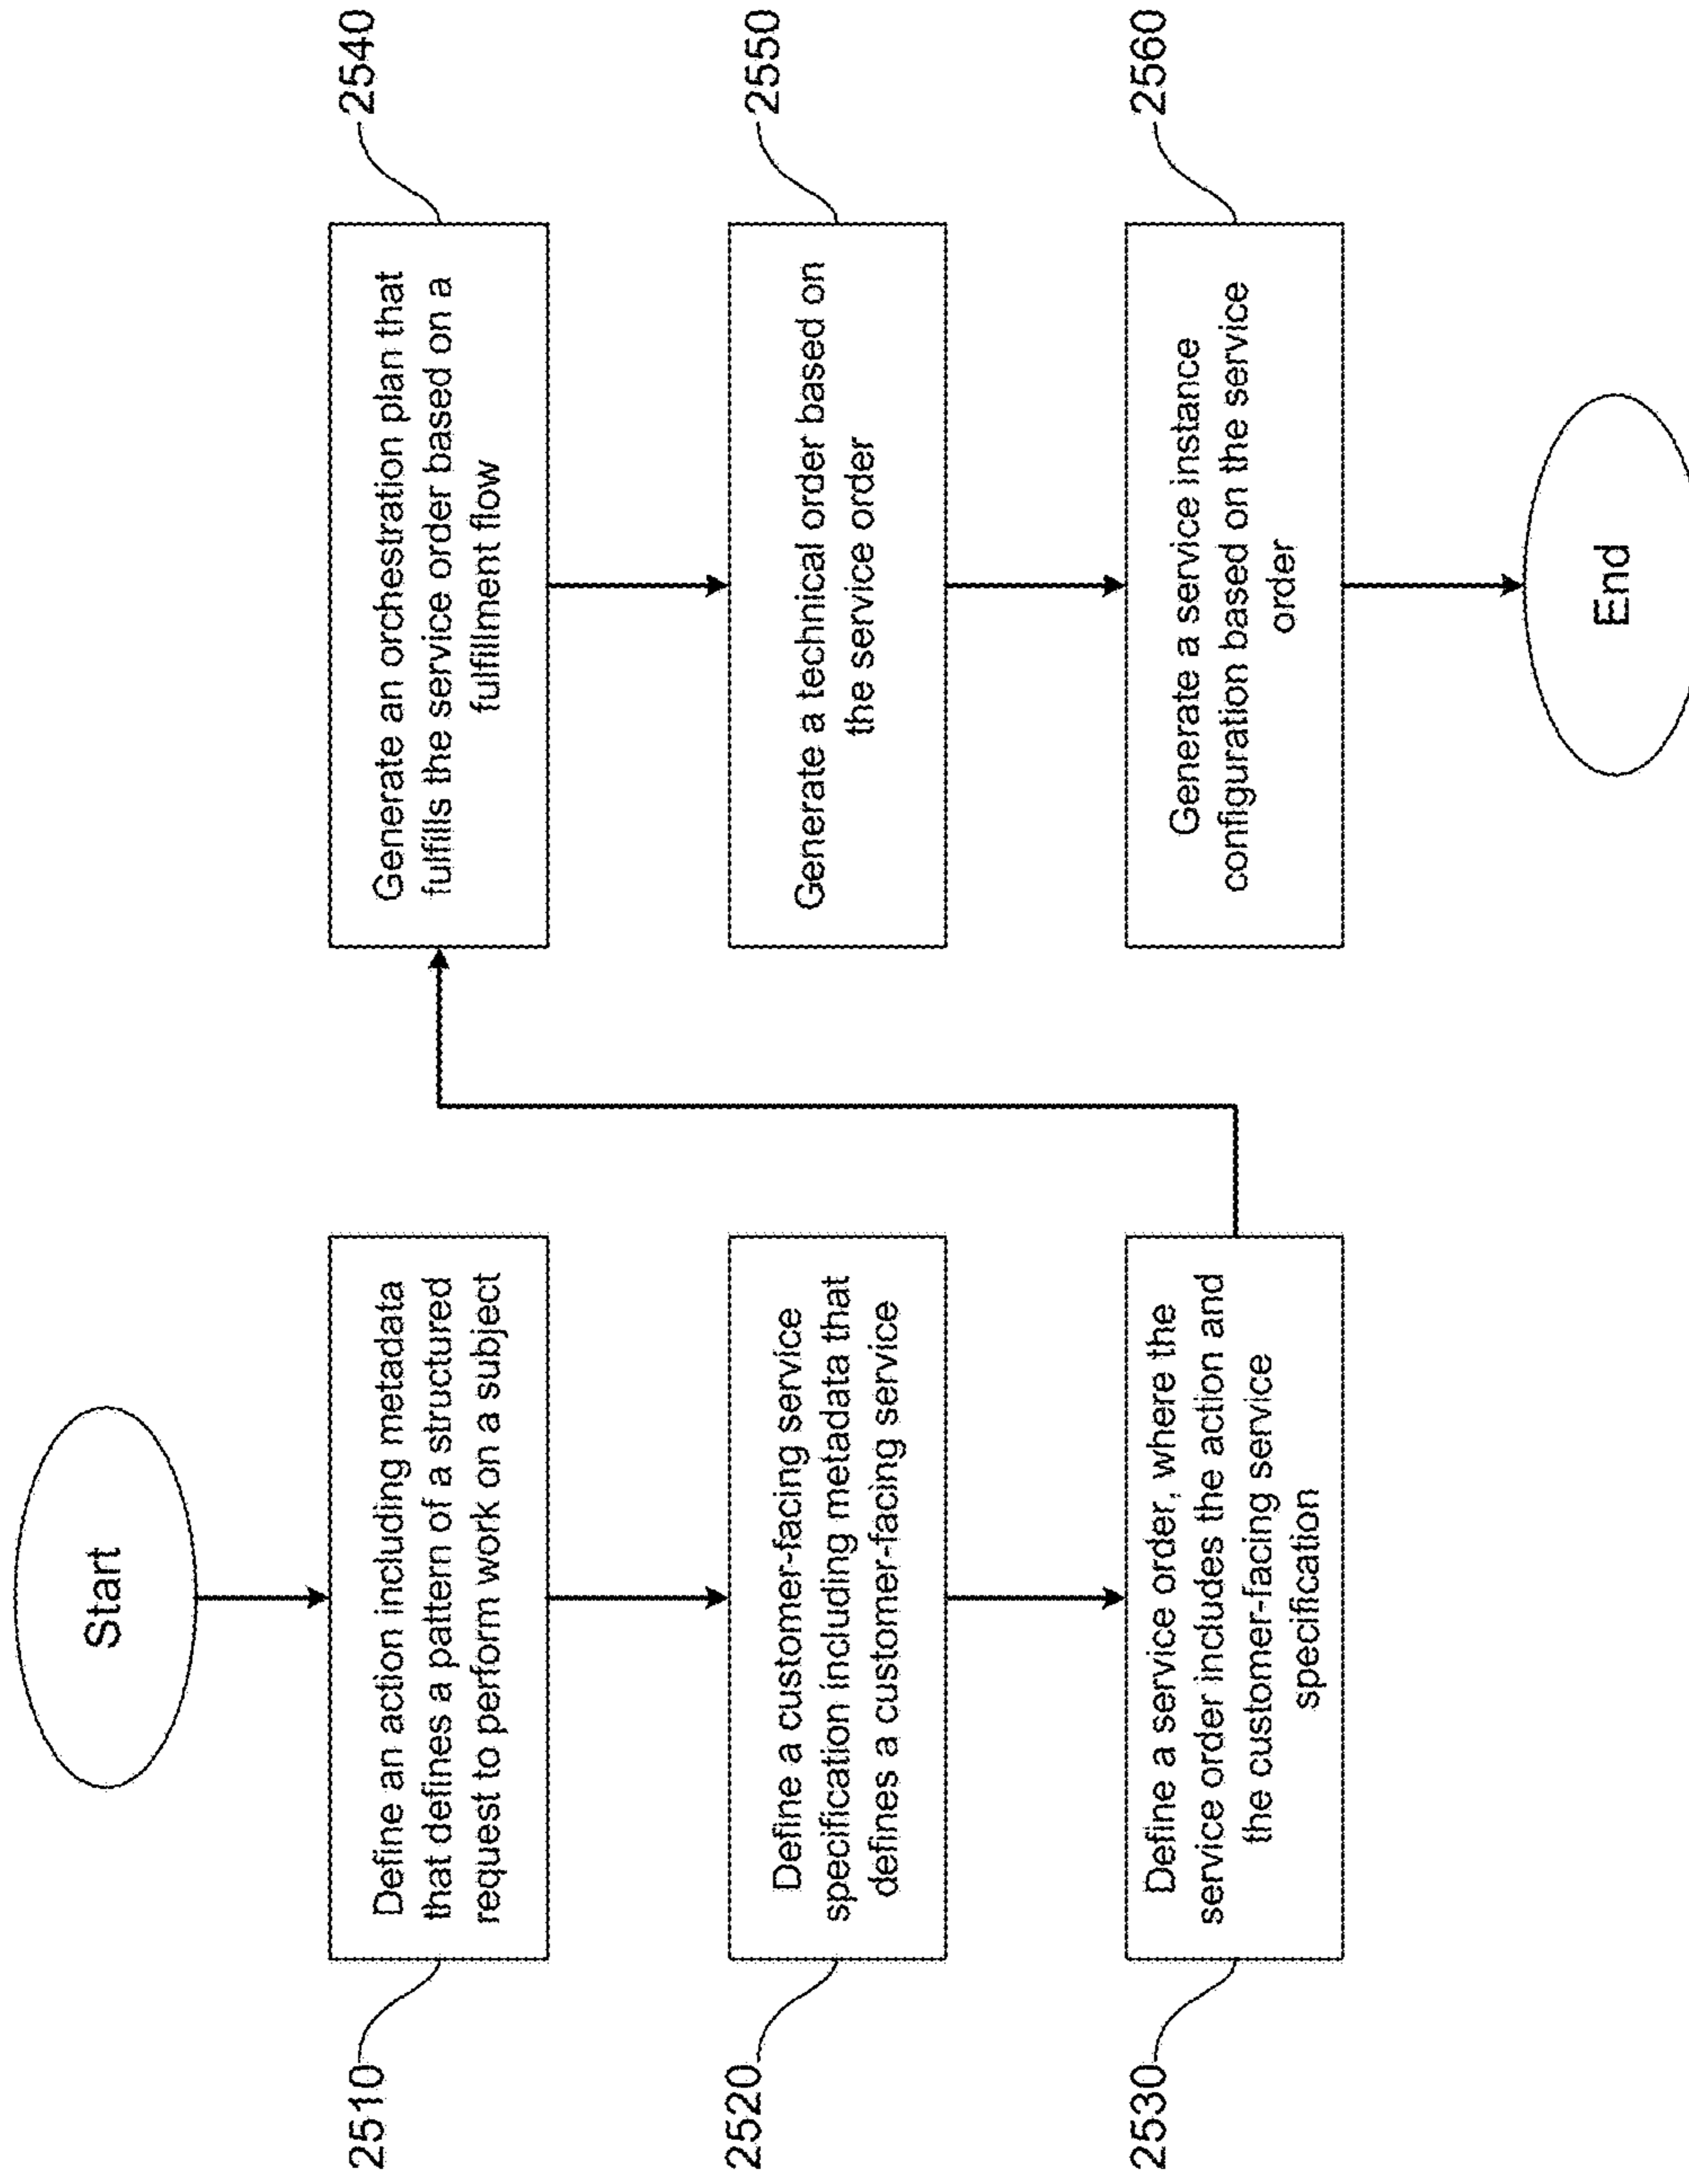 Start
2510
Define an action including metadata
that defines a pattern of a structured
request to perform work on a subject
2520
Define a customer-facing service
specification including metadata that
defines a customer-facing service
2530
Define a service order, where the
service order includes the action and
the customer-facing service
specification
2540
Generate an orchestration plan that
fulfills the service order based on a
fulfillment flow
2550
Generate a technical order based on
the service order
2560
Generate a service instance
configuration based on the service
order
End